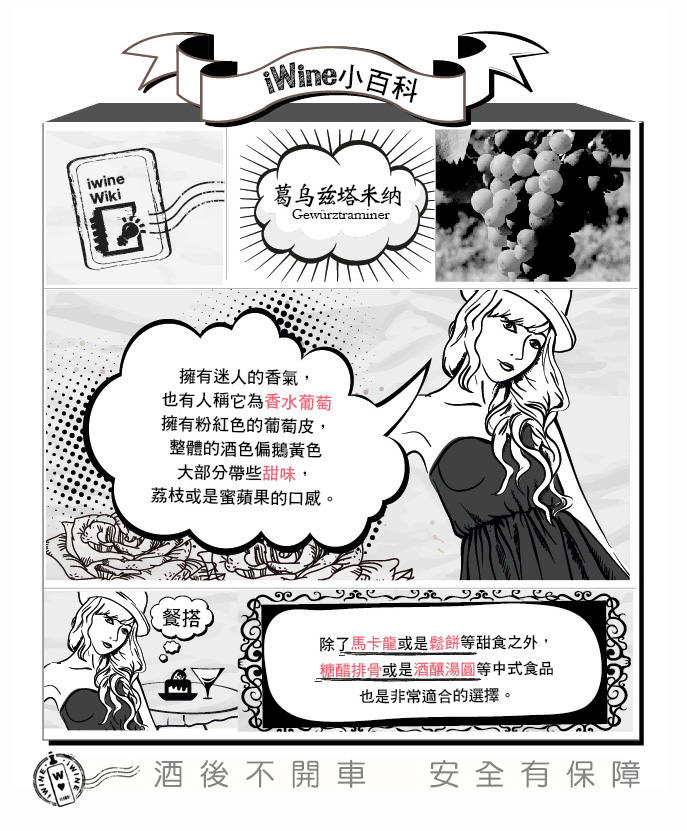 iWine小百科
iwine
Wiki
葛乌兹塔米纳
Gewürztraminer
擁有迷人的香氣，
也有人稱它為香水葡萄
擁有粉紅色的葡萄皮，
整體的酒色偏鵝黃色
大部分帶些甜味，
荔枝或是蜜蘋果的口感。
餐搭
除了馬卡龍或是鬆餅等甜食之外，
糖醋排骨或是酒釀湯圓等中式食品
也是非常適合的選擇。
IWINE
W
IWINE
酒後不開車 安全有保障